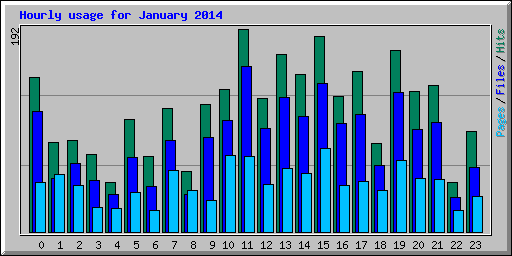 Hourly usage for January 2014
192
Pages/Files/Hits
0 1 2 3 4 5 6 7 8 9 10 11 12 13 14 15 16 17 18 19 20 21 22 23